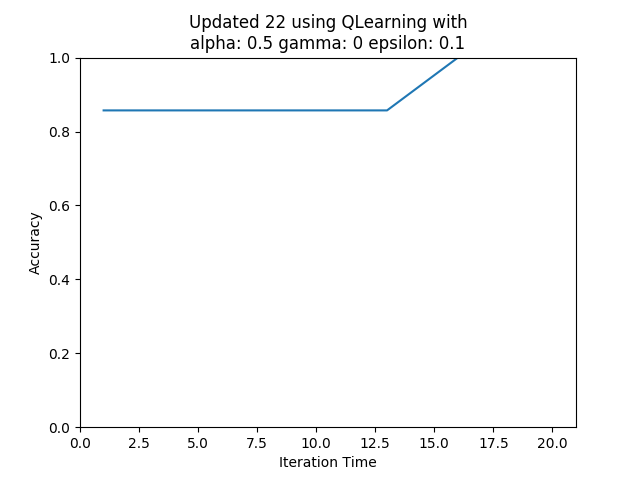 Updated 22 using QLearning with
alpha: 0.5 gamma: 0 epsilon: 0.1
1.0
0.8
0.6
0.4
0.2
0.0
Accuracy
0.0 2.5 5.0 7.5 10.0 12.5 15.0 17.5 20.0
Iteration Time